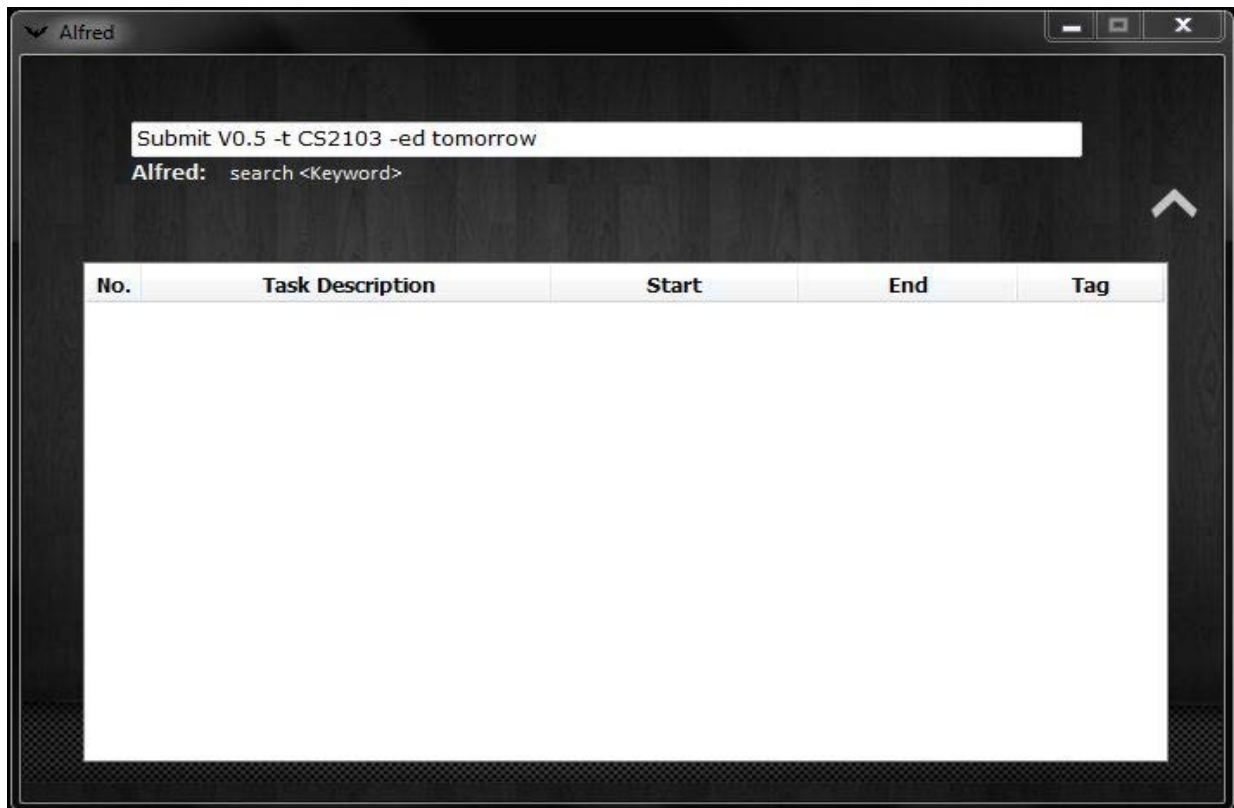 Alfred
Submit V0.5 -t CS2103 -ed tomorrow
Alfred: search <Keyword>
No. Task Description Start End Tag